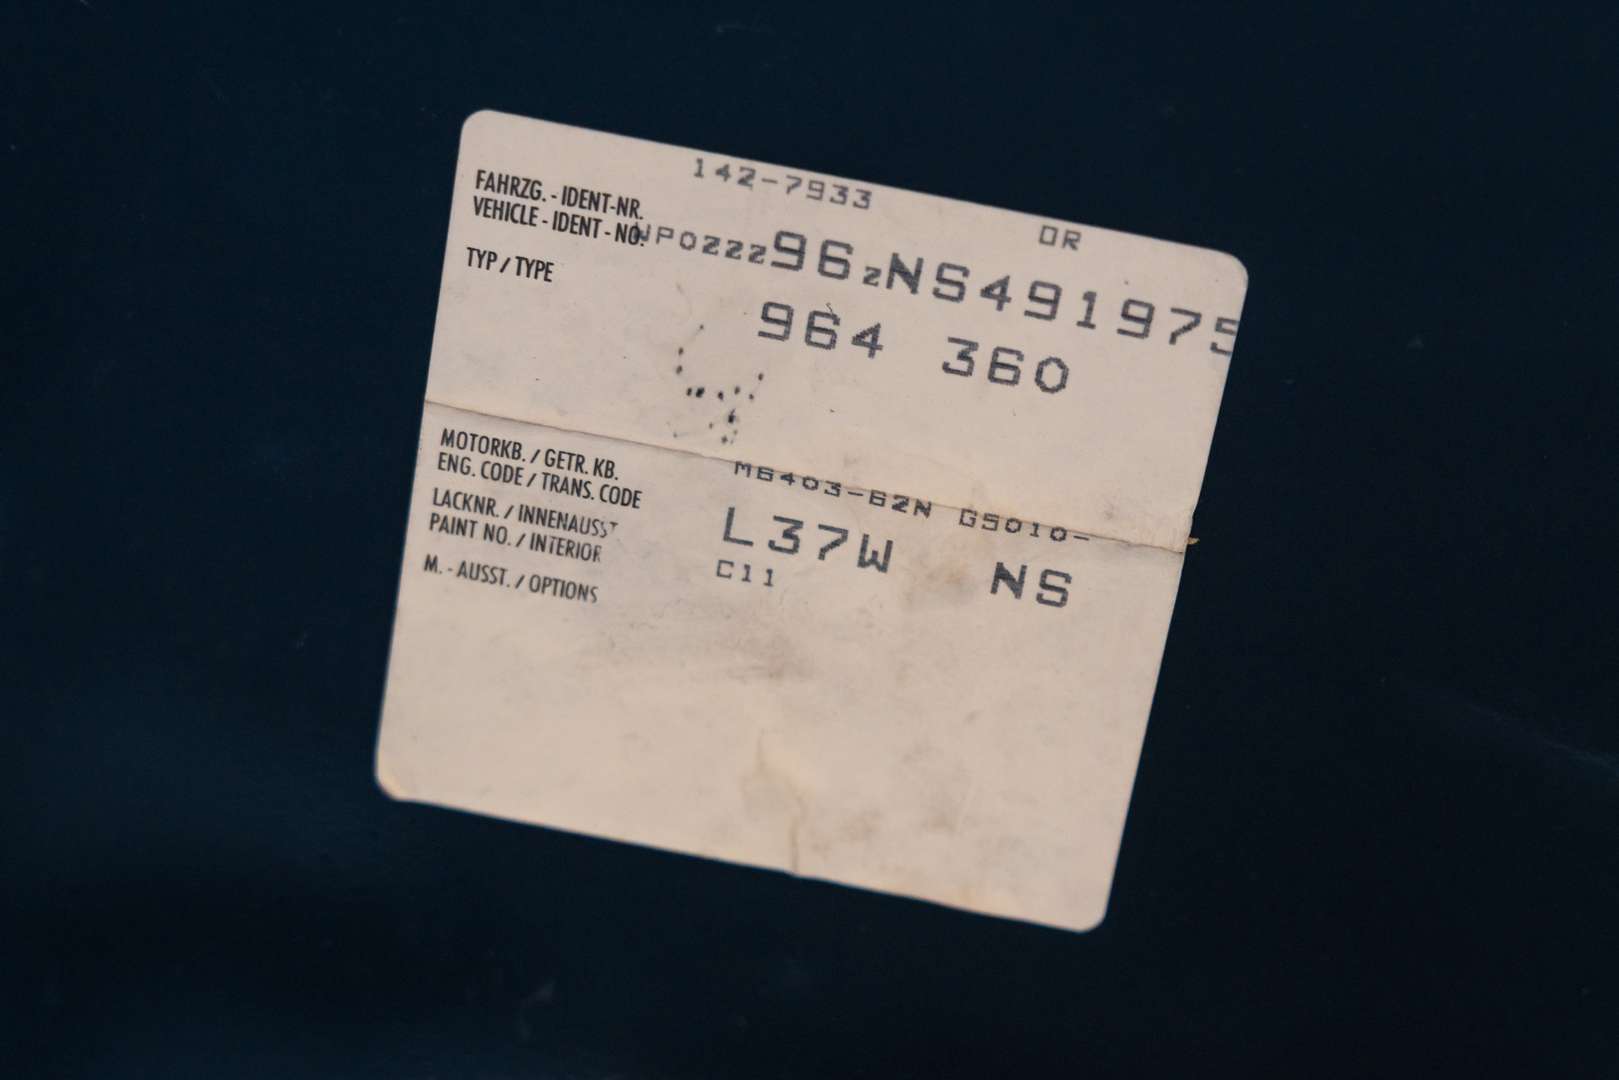 142-7933 OR
FAHRZG. - IDENT-NR.
VEHICLE - IDENT - NO. WP0ZZZ96ZNS491975
TYP / TYPE 964 360
MOTORKB. / GETR. KB.
ENG. CODE / TRANS. CODE M6403-62N G5010-
LACKNR. / INNENAUSST
PAINT NO. / INTERIOR L37W NS
M. - AUSST. / OPTIONS C11